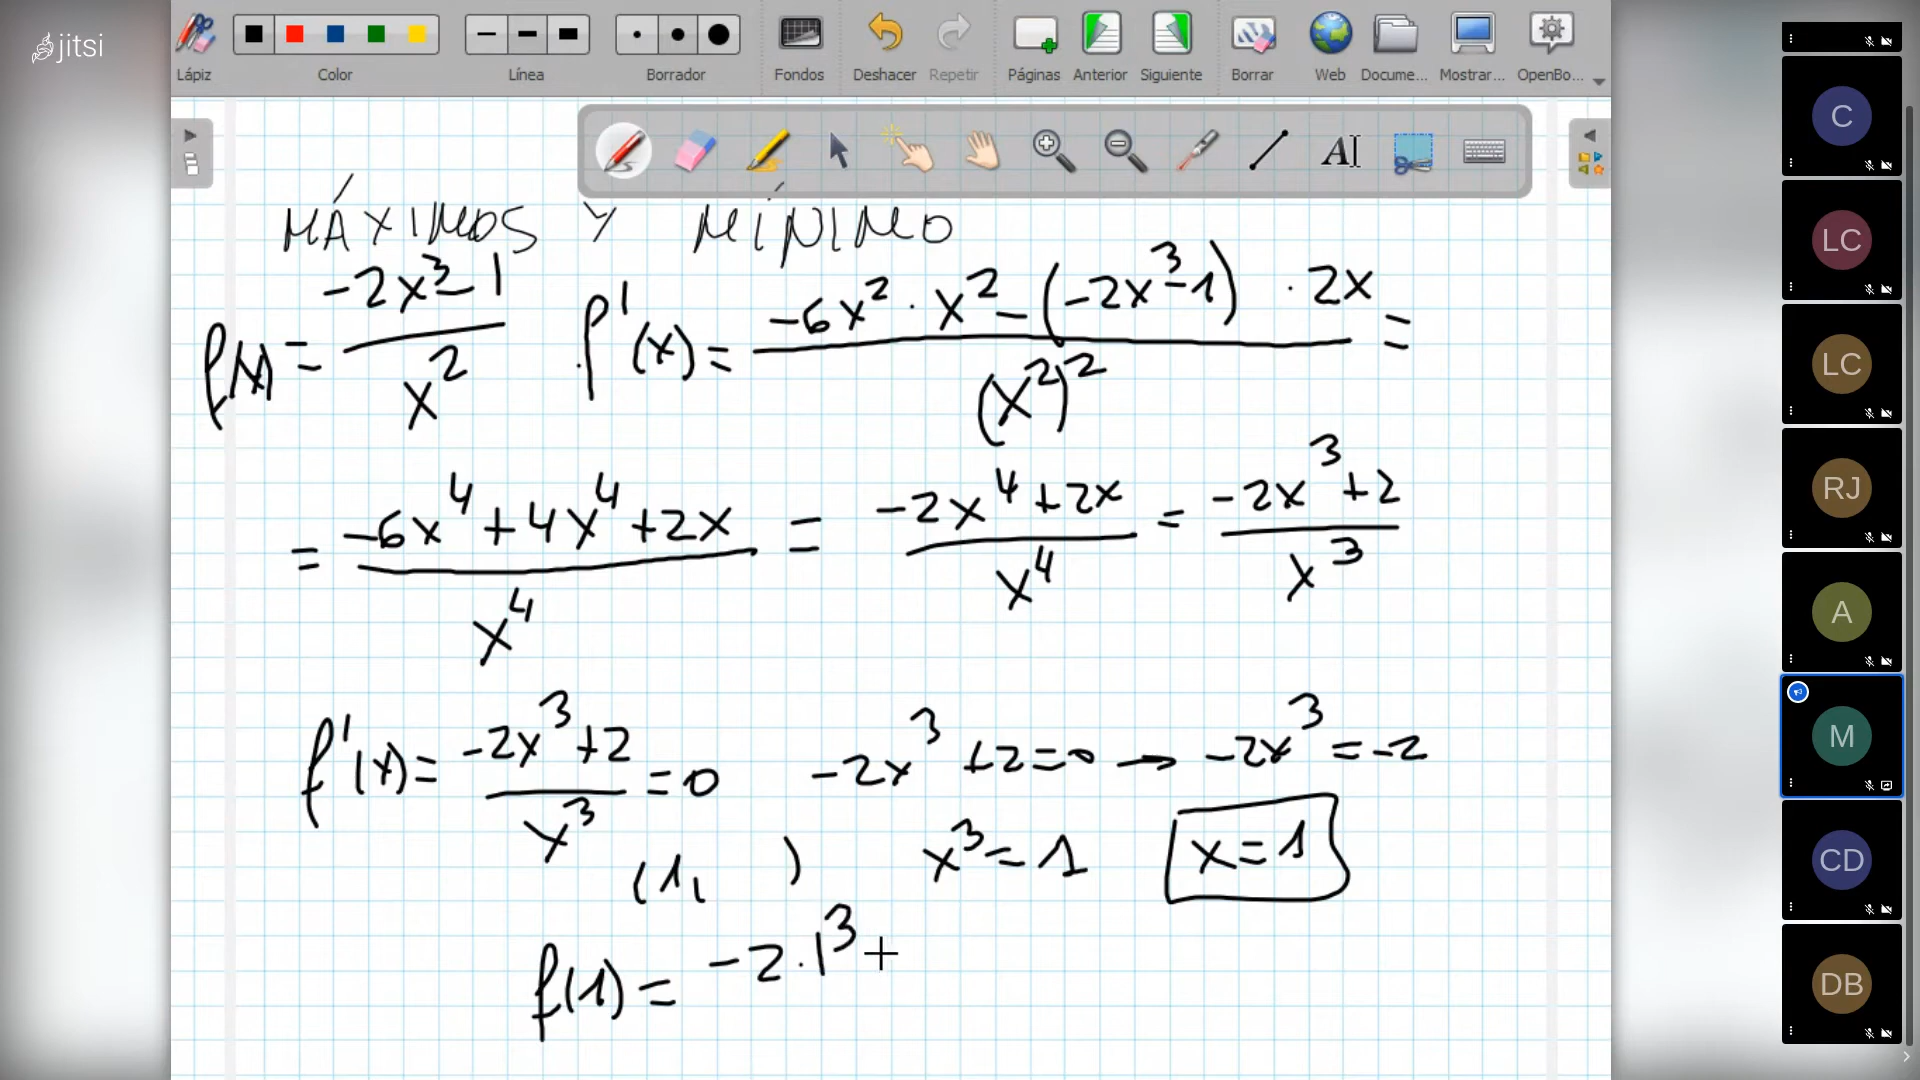 jitsi
Lápiz Color Línea Borrador Fondos Deshacer Repetir Páginas Anterior Siguiente Borrar Web Docume... Mostrar... OpenBo...
MÁXIMOS Y MÍNIMO
f(x) = (-2x³-1)/x² f'(x) = (-6x²·x² - (-2x³-1)·2x)/(x²)² =
= (-6x⁴+4x⁴+2x)/x⁴ = (-2x⁴+2x)/x⁴ = (-2x³+2)/x³
f'(x) = (-2x³+2)/x³ = 0 -2x³+2=0 → -2x³=-2
(1, ) x³=1 x=1
f(1) = -2·1³
C
LC
LC
RJ
A
M
CD
DB